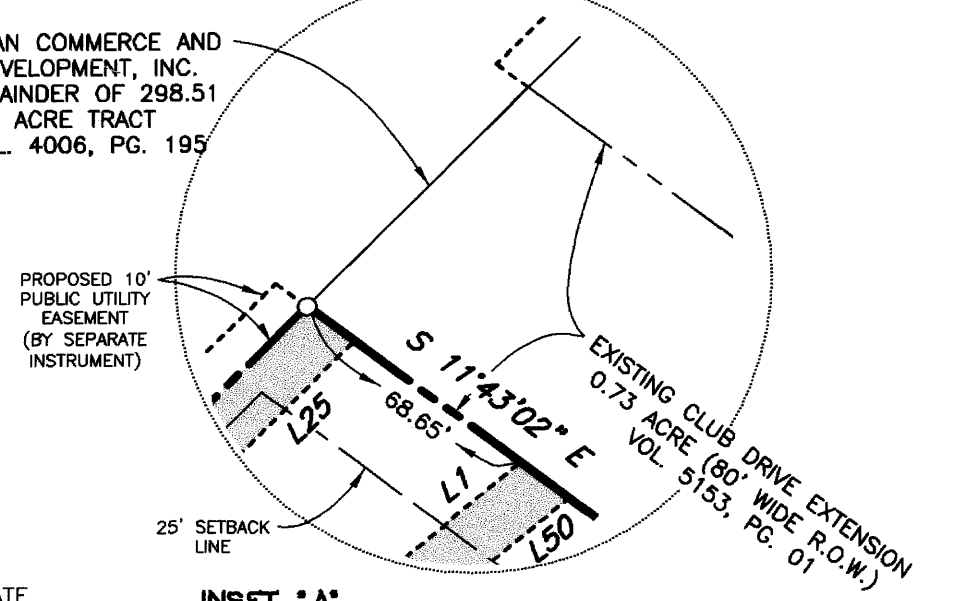 AN COMMERCE AND
VELOPMENT, INC.
AINDER OF 298.51
ACRE TRACT
L. 4006, PG. 195
PROPOSED 10'
PUBLIC UTILITY
EASEMENT
(BY SEPARATE
INSTRUMENT)
S 11°43'02" E
68.65'
L25
L1
L50
25' SETBACK
LINE
EXISTING CLUB DRIVE EXTENSION
0.73 ACRE (80' WIDE R.O.W.)
VOL. 5153, PG. 01
ATE
INSET "A"